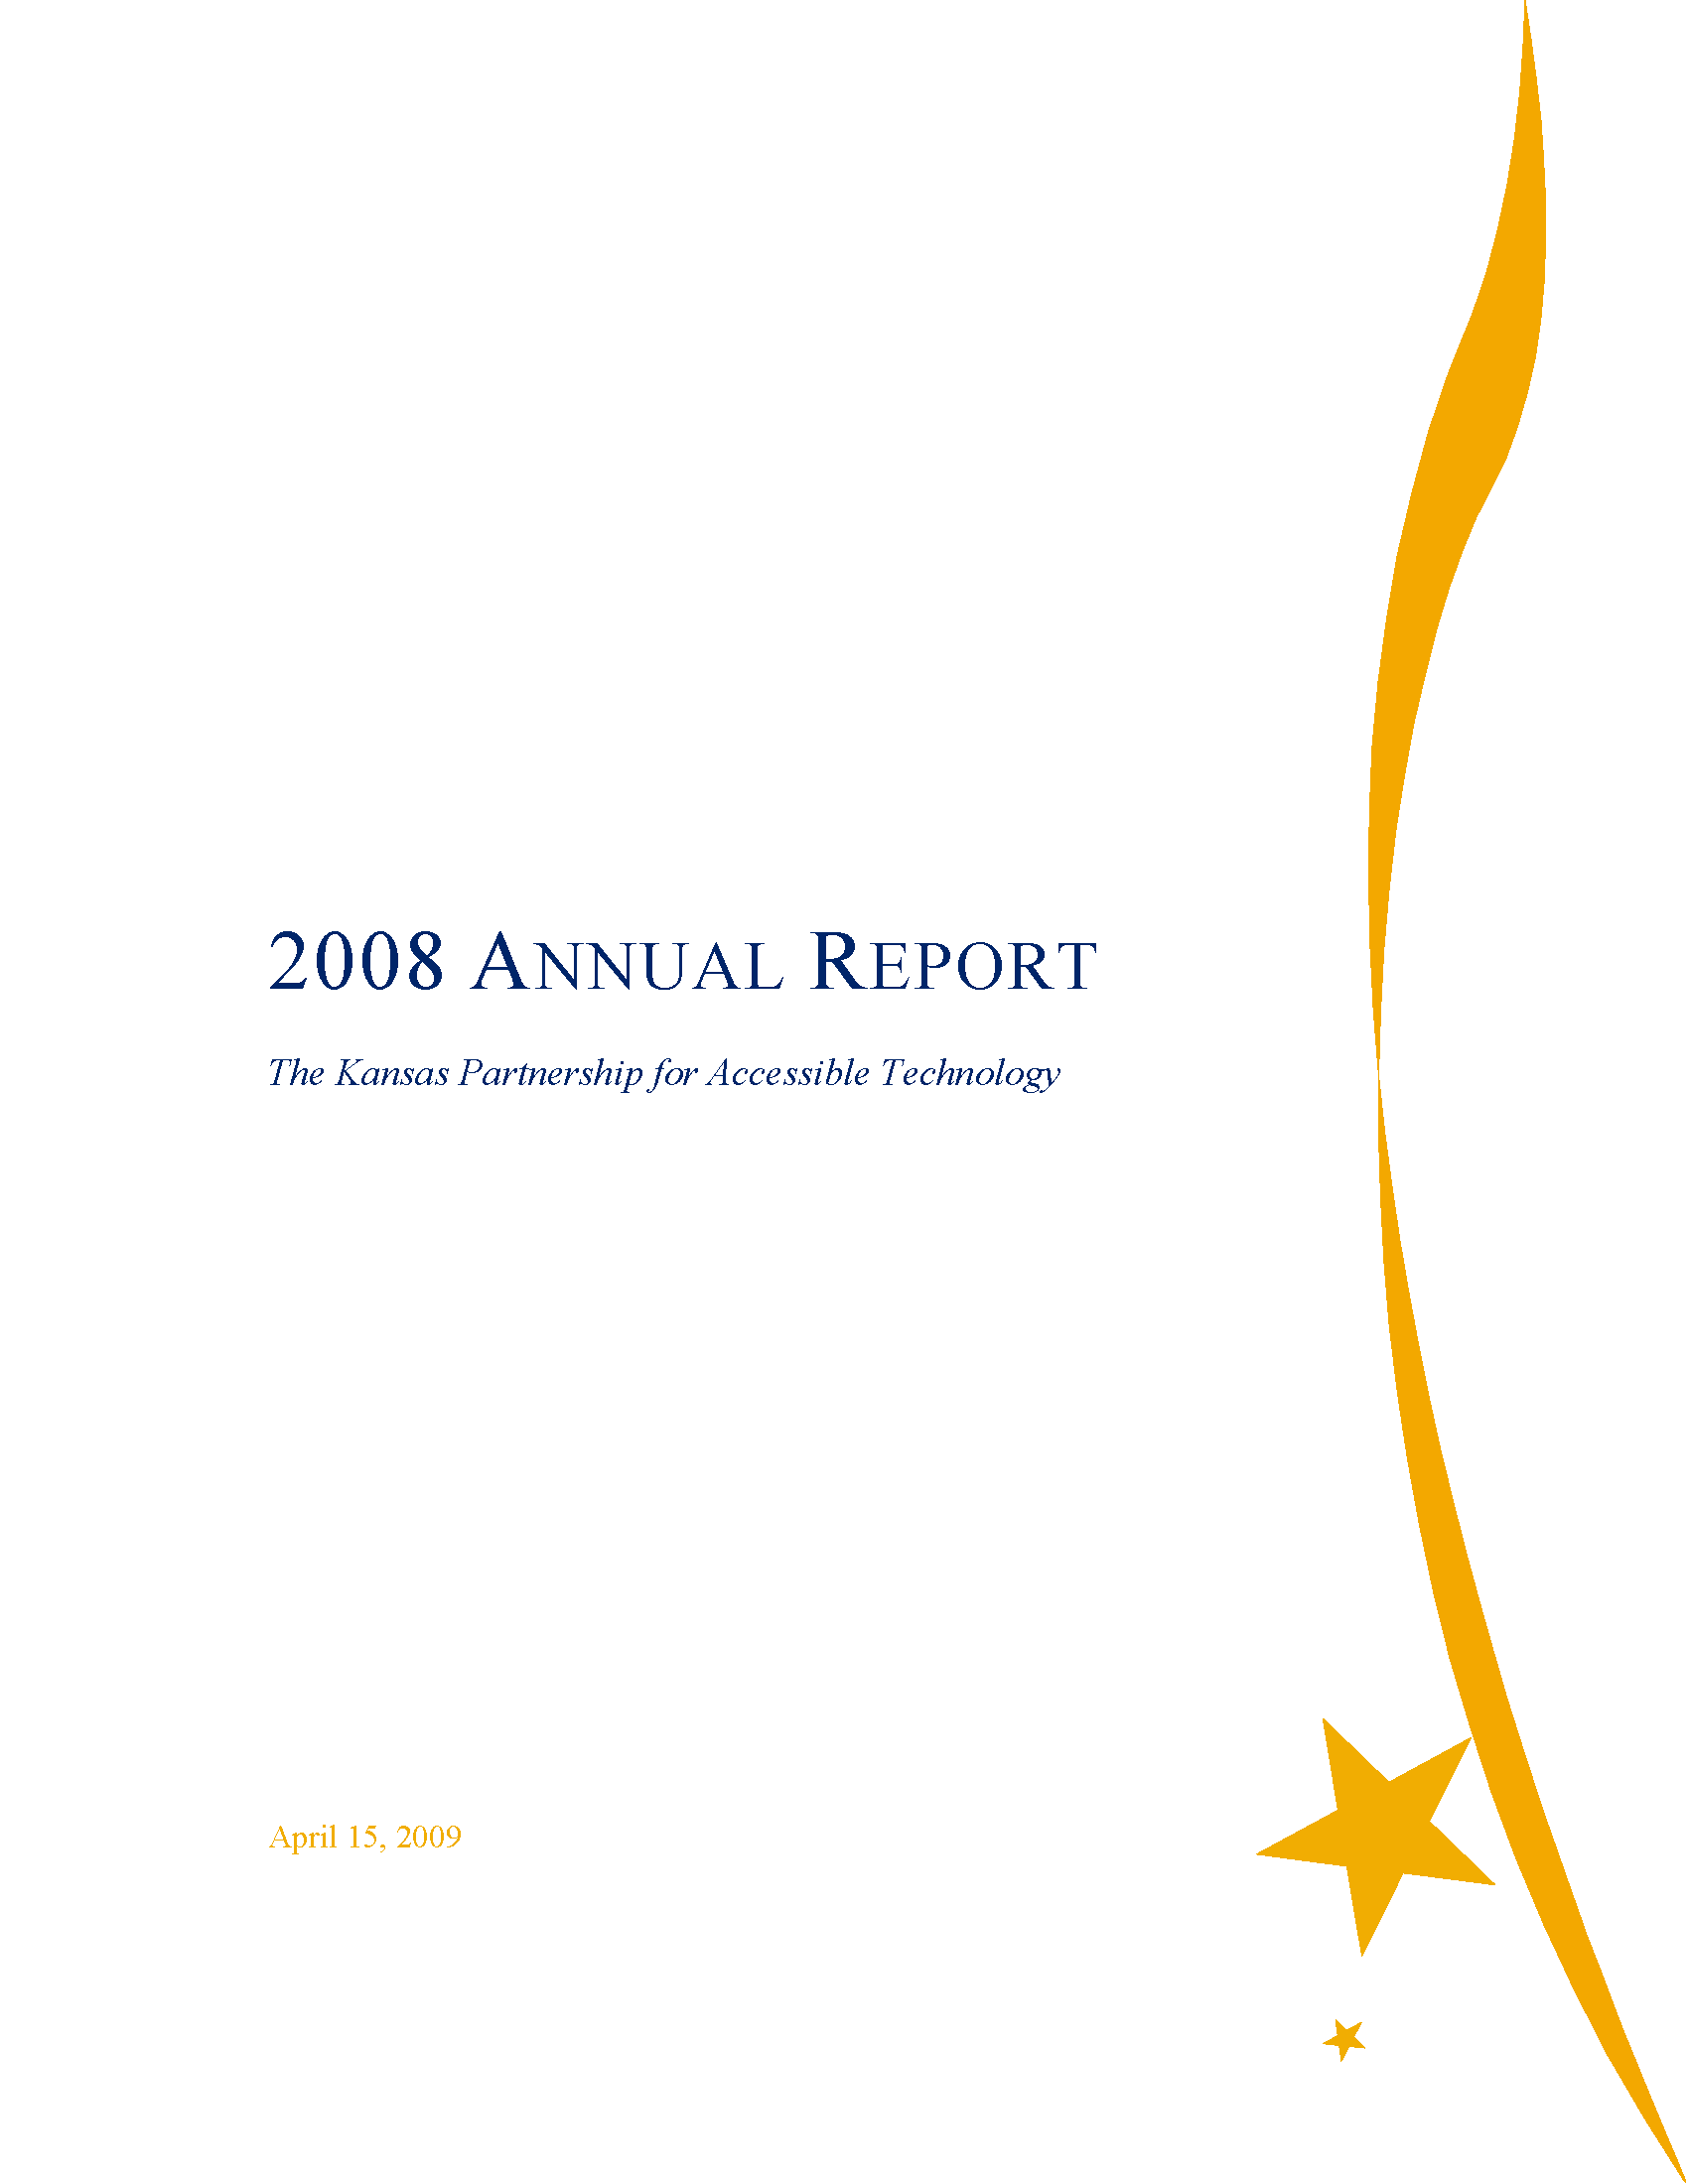 2008 ANNUAL REPORT
The Kansas Partnership for Accessible Technology
April 15, 2009